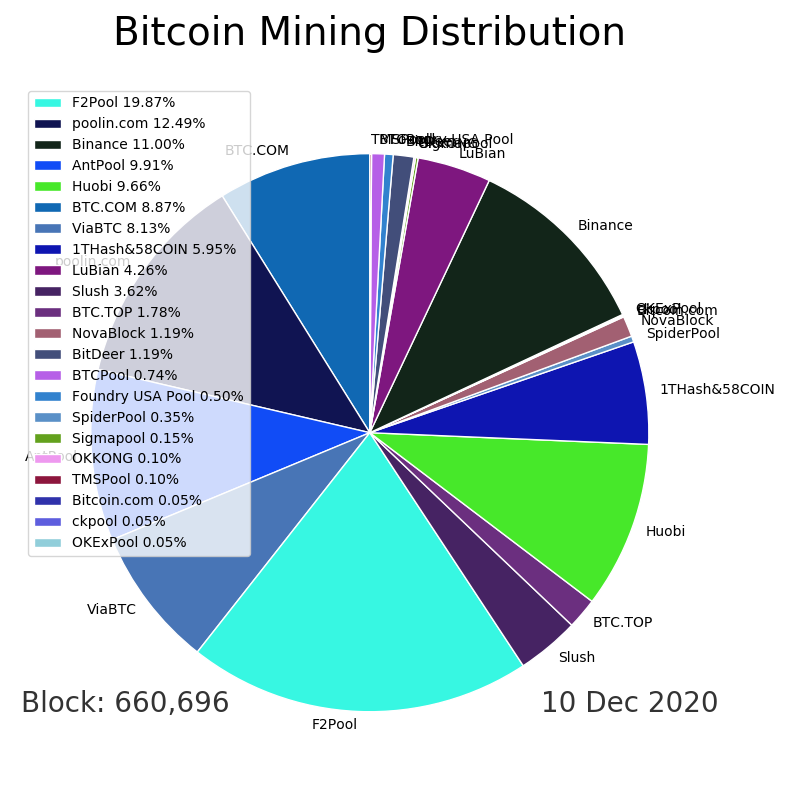 Bitcoin Mining Distribution
F2Pool 19.87%
poolin.com 12.49%
Binance 11.00%
AntPool 9.91%
Huobi 9.66%
BTC.COM 8.87%
ViaBTC 8.13%
1THash&58COIN 5.95%
LuBian 4.26%
Slush 3.62%
BTC.TOP 1.78%
NovaBlock 1.19%
BitDeer 1.19%
BTCPool 0.74%
Foundry USA Pool 0.50%
SpiderPool 0.35%
Sigmapool 0.15%
OKKONG 0.10%
TMSPool 0.10%
Bitcoin.com 0.05%
ckpool 0.05%
OKExPool 0.05%
BTC.COM
LuBian
Binance
poolin.com
OKExPool
NovaBlock
SpiderPool
1THash&58COIN
AntPool
Huobi
ViaBTC
BTC.TOP
Slush
F2Pool
Block: 660,696
10 Dec 2020